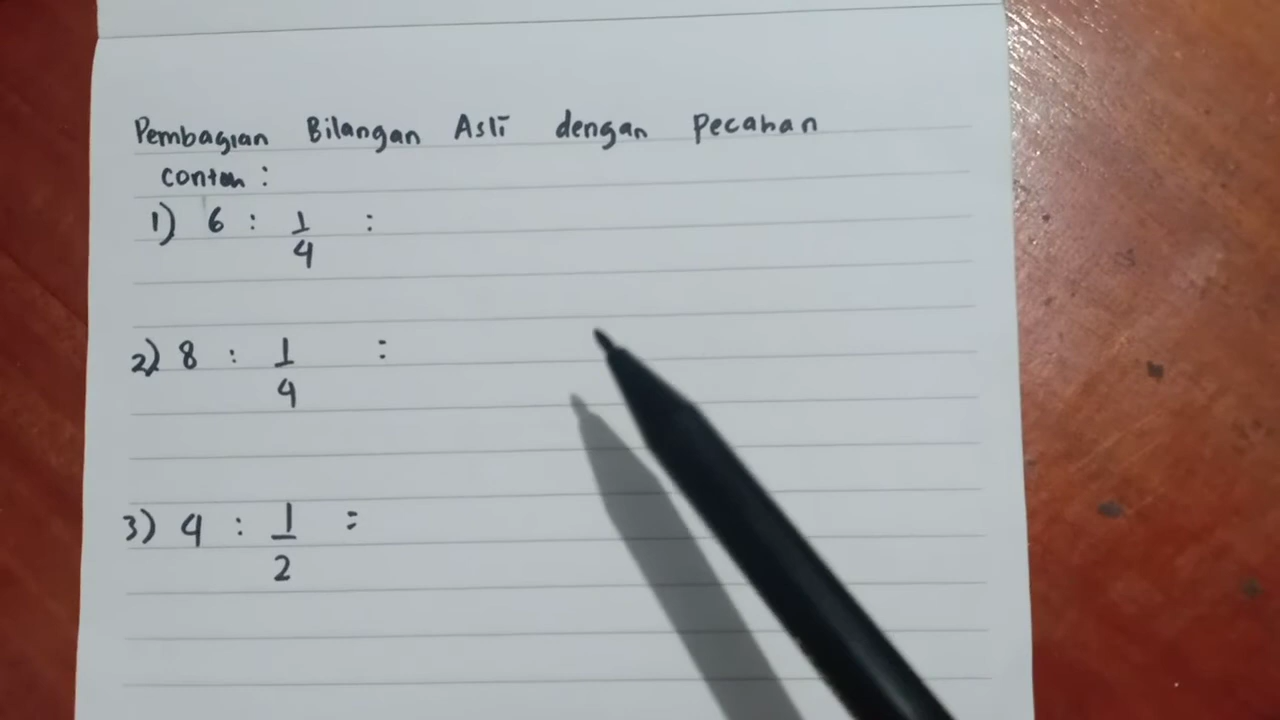 Pembagian Bilangan Asli dengan pecahan
contoh :
1) 6 : 1/4 :
2) 8 : 1/4 :
3) 4 : 1/2 =